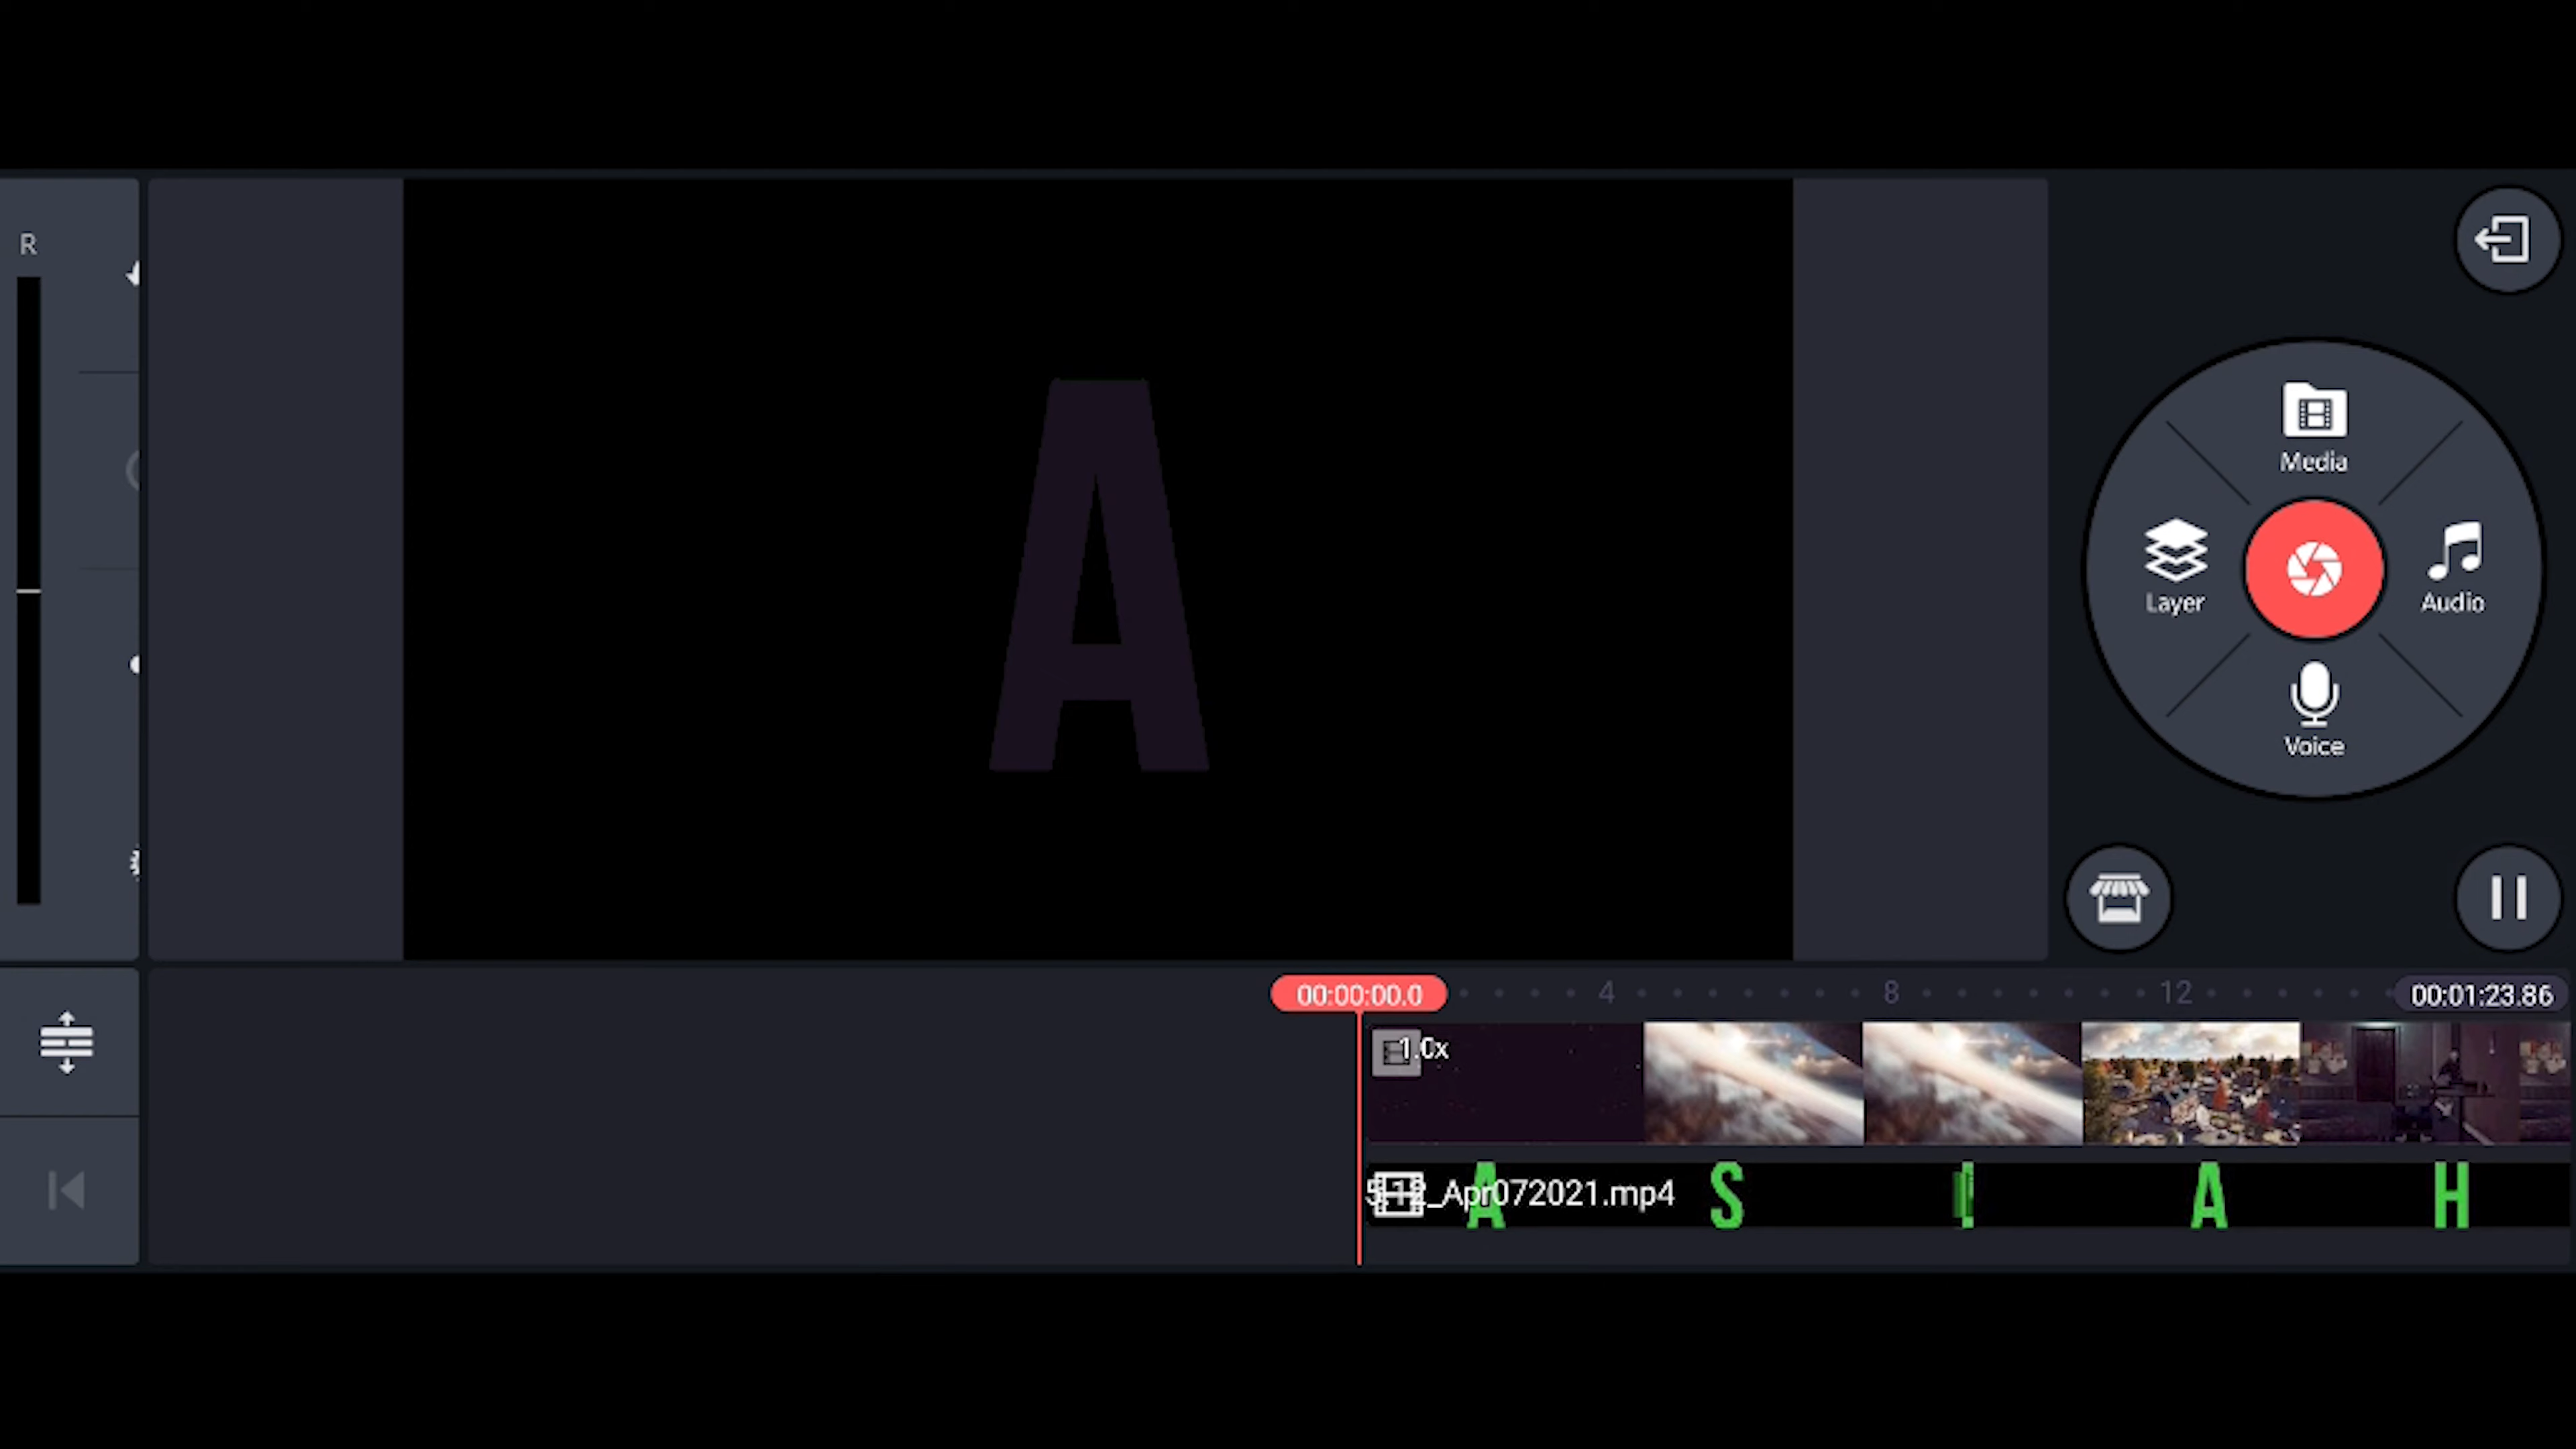 R
A
Media
Layer
Audio
Voice
00:00:00.0
4
8
12
00:01:23.86
1.0x
_Apr072021.mp4
A
S
A
H